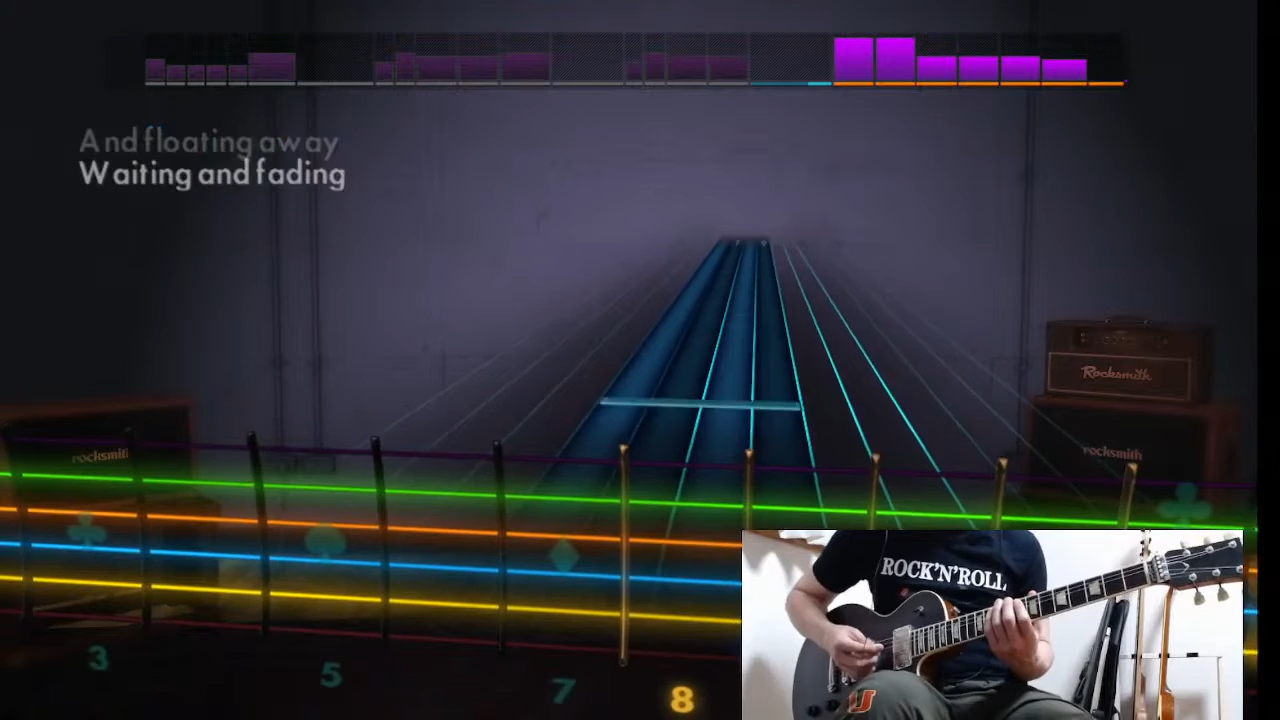 And floating away
Waiting and fading
Rocksmith
rocksmith
rocksmith
ROCK'N'ROLL
U
3
5
7
8